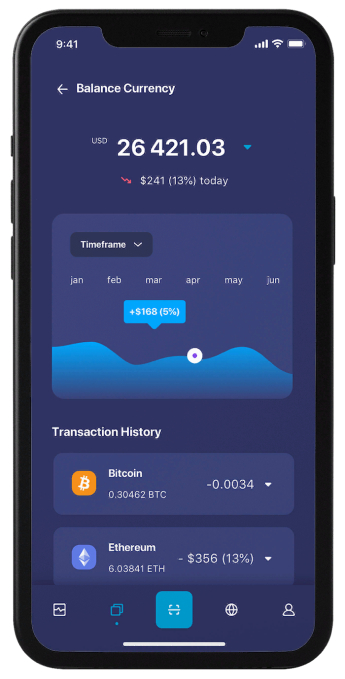 9:41
Balance Currency
USD 26 421.03
$241 (13%) today
Timeframe
jan feb mar apr may jun
+$168 (5%)
Transaction History
Bitcoin
-0.0034
0.30462 BTC
Ethereum
- $356 (13%)
6.03841 ETH